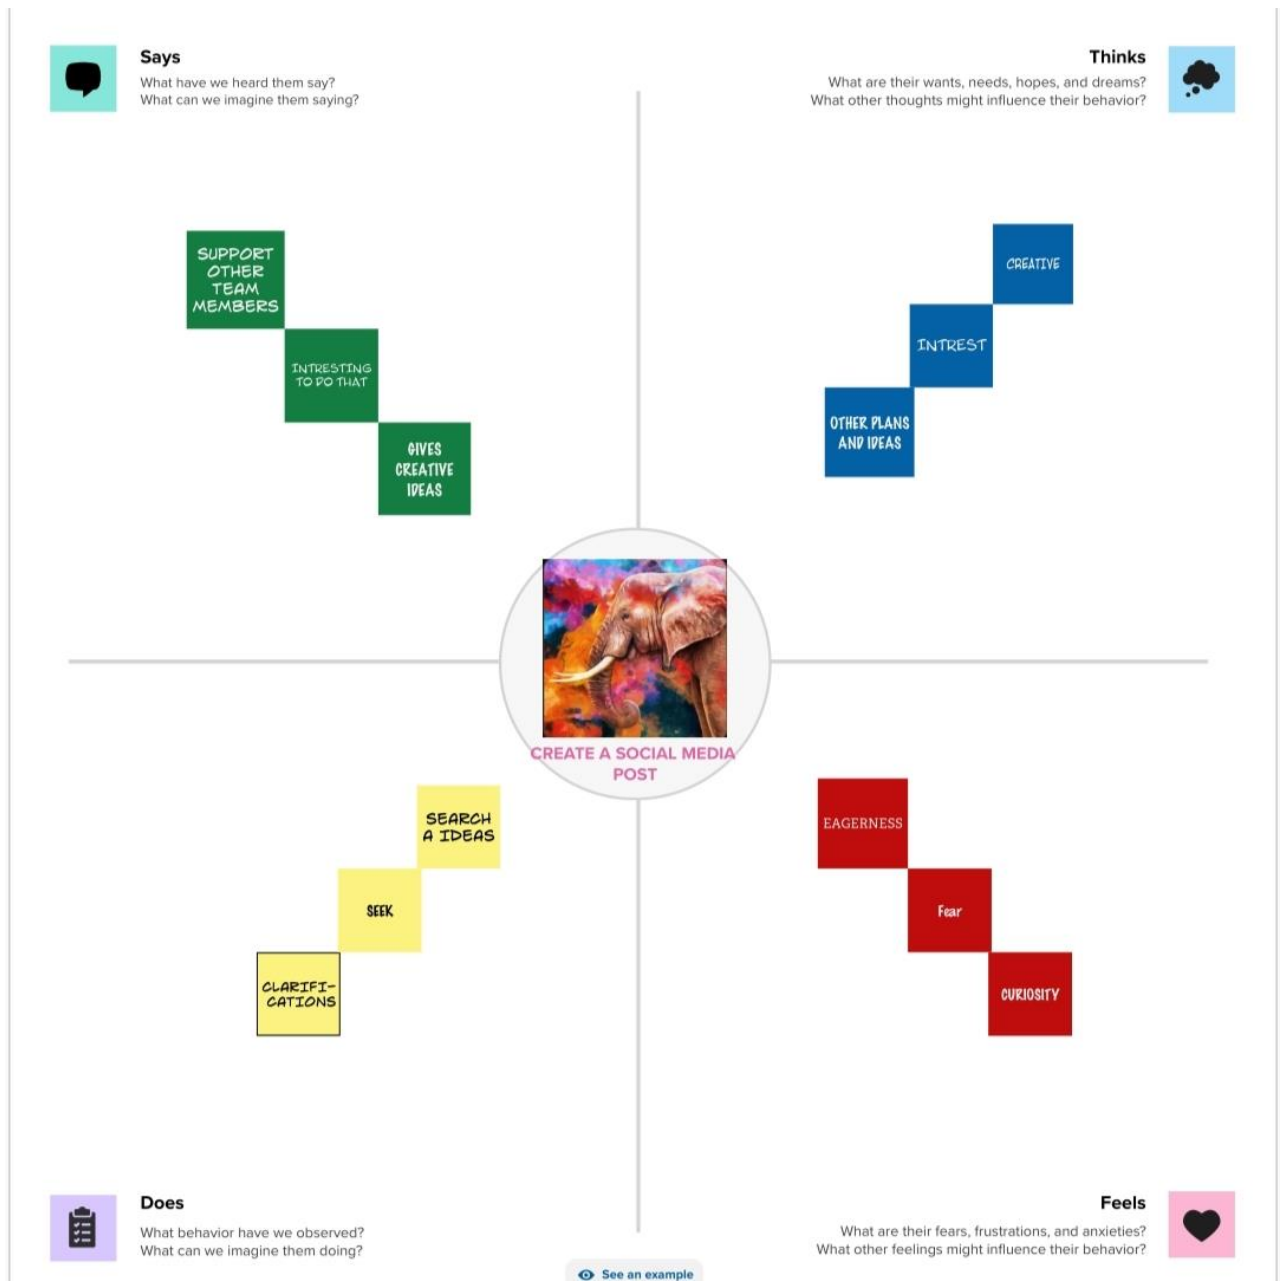 Says
What have we heard them say?
What can we imagine them saying?
Thinks
What are their wants, needs, hopes, and dreams?
What other thoughts might influence their behavior?
SUPPORT
OTHER
TEAM
MEMBERS
INTRESTING
TO DO THAT
GIVES
CREATIVE
IDEAS
CREATIVE
INTREST
OTHER PLANS
AND IDEAS
CREATE A SOCIAL MEDIA
POST
SEARCH
A IDEAS
SEEK
CLARIFI-
CATIONS
EAGERNESS
Fear
CURIOSITY
Does
What behavior have we observed?
What can we imagine them doing?
Feels
What are their fears, frustrations, and anxieties?
What other feelings might influence their behavior?
See an example